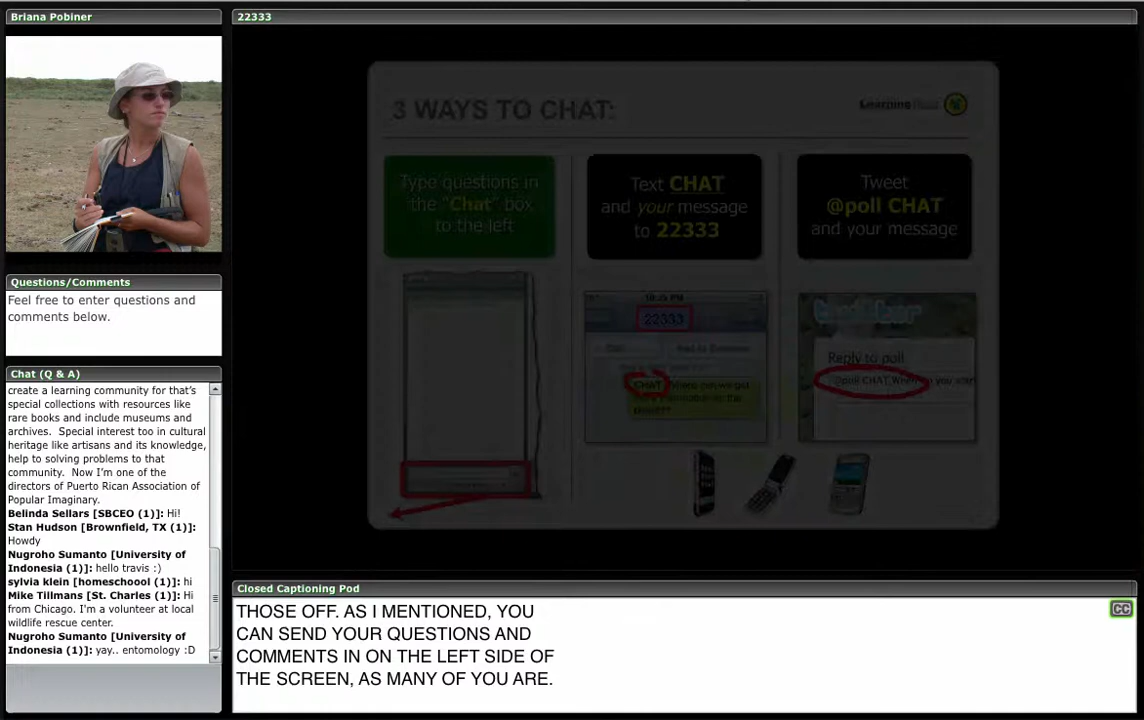 Briana Pobiner
22333
3 WAYS TO CHAT:
Learning
Type questions in
the "Chat" box
to the left
Text CHAT
and your message
to 22333
Tweet
@poll CHAT
and your message
22333
CHAT
twitter
Reply to poll
@poll CHAT
Questions/Comments
Feel free to enter questions and
comments below.
Chat (Q & A)
create a learning community for that's
special collections with resources like
rare books and include museums and
archives. Special interest too in cultural
heritage like artisans and its knowledge,
help to solving problems to that
community. Now I'm one of the
directors of Puerto Rican Association of
Popular Imaginary.
Belinda Sellars [SBCEO (1)]: Hi!
Stan Hudson [Brownfield, TX (1)]:
Howdy
Nugroho Sumanto [University of
Indonesia (1)]: hello travis :)
sylvia klein [homeschoool (1)]: hi
Mike Tillmans [St. Charles (1)]: Hi
from Chicago. I'm a volunteer at local
wildlife rescue center.
Nugroho Sumanto [University of
Indonesia (1)]: yay.. entomology :D
Closed Captioning Pod
CC
THOSE OFF. AS I MENTIONED, YOU
CAN SEND YOUR QUESTIONS AND
COMMENTS IN ON THE LEFT SIDE OF
THE SCREEN, AS MANY OF YOU ARE.